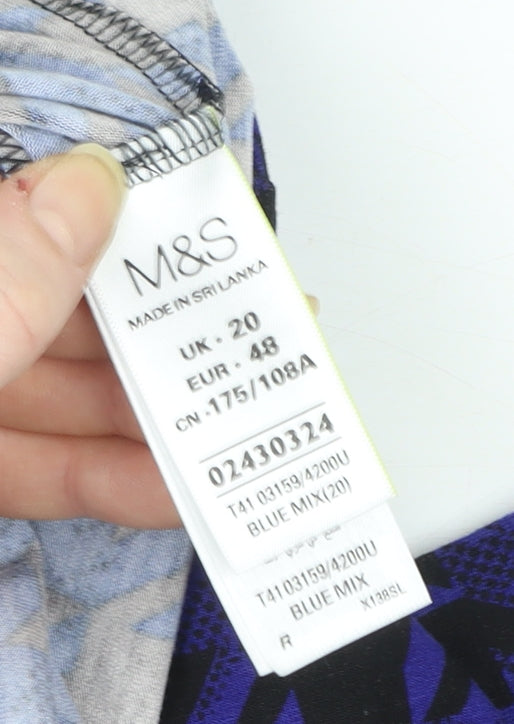 M&S
MADE IN SRI LANKA
UK · 20
EUR · 48
CN · 175/108A
02430324
T41 03159/4200U
BLUE MIX(20)
T41 03159/4200U
BLUE MIX
X138SL
R